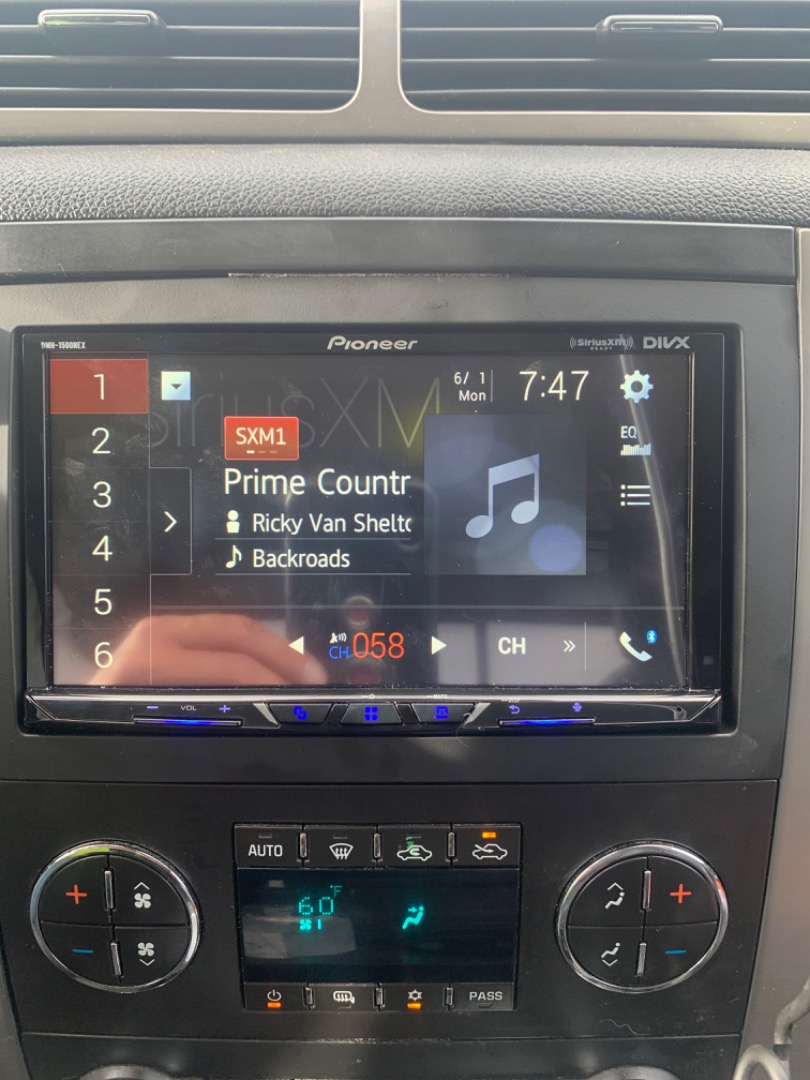 DMH-1500NEX
Pioneer
((SiriusXM))
READY
DIVX
SiriusXM
1
2
3
4
5
6
6/ 1
Mon
7:47
SXM1
EQ
Prime Countr
Ricky Van Shelto
Backroads
CH 058
CH
VOL
AUTO
60°F
PASS